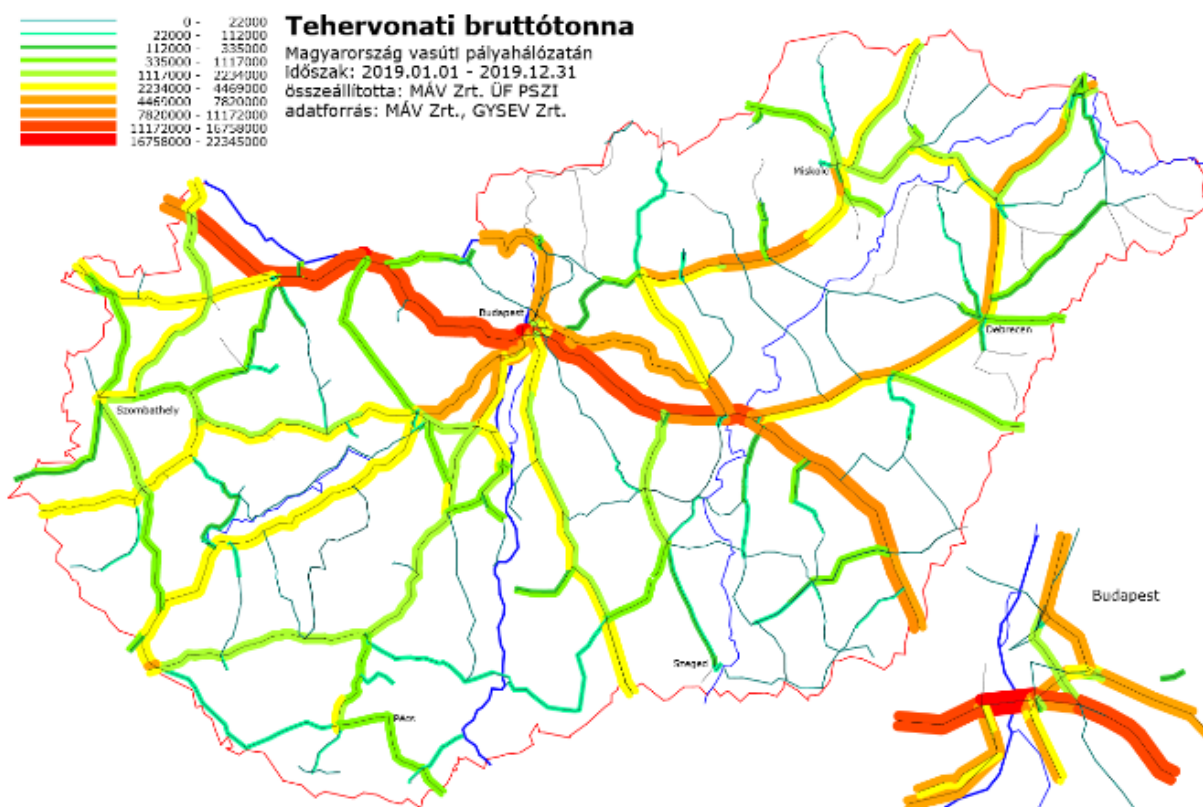 0 - 22000
22000 - 112000
112000 - 335000
335000 - 1117000
1117000 - 2234000
2234000 - 4469000
4469000 - 7820000
7820000 - 11172000
11172000 - 16758000
16758000 - 22345000
Tehervonati bruttótonna
Magyarország vasúti pályahálózatán
Időszak: 2019.01.01 - 2019.12.31
összeállította: MÁV Zrt. ÜF PSZI
adatforrás: MÁV Zrt., GYSEV Zrt.
Miskolc
Budapest
Debrecen
Szombathely
Budapest
Szeged
Pécs